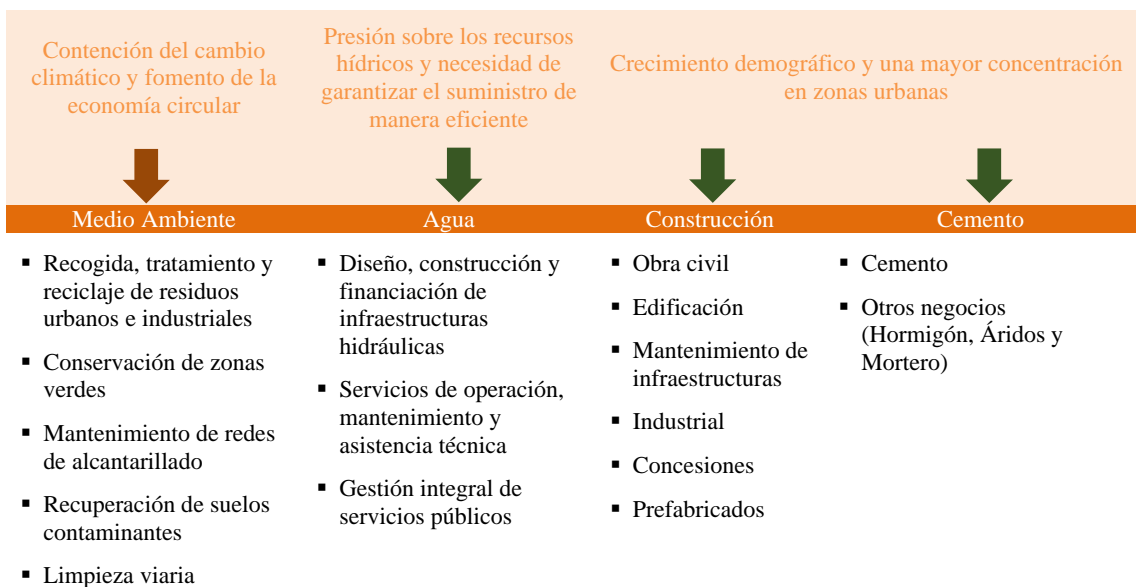 Contención del cambio
climático y fomento de la
economía circular
Presión sobre los recursos
hídricos y necesidad de
garantizar el suministro de
manera eficiente
Crecimiento demográfico y una mayor concentración
en zonas urbanas
Medio Ambiente
▪ Recogida, tratamiento y
reciclaje de residuos
urbanos e industriales
▪ Conservación de zonas
verdes
▪ Mantenimiento de redes
de alcantarillado
▪ Recuperación de suelos
contaminantes
▪ Limpieza viaria
Agua
▪ Diseño, construcción y
financiación de
infraestructuras
hidráulicas
▪ Servicios de operación,
mantenimiento y
asistencia técnica
▪ Gestión integral de
servicios públicos
Construcción
▪ Obra civil
▪ Edificación
▪ Mantenimiento de
infraestructuras
▪ Industrial
▪ Concesiones
▪ Prefabricados
Cemento
▪ Cemento
▪ Otros negocios
(Hormigón, Áridos y
Mortero)